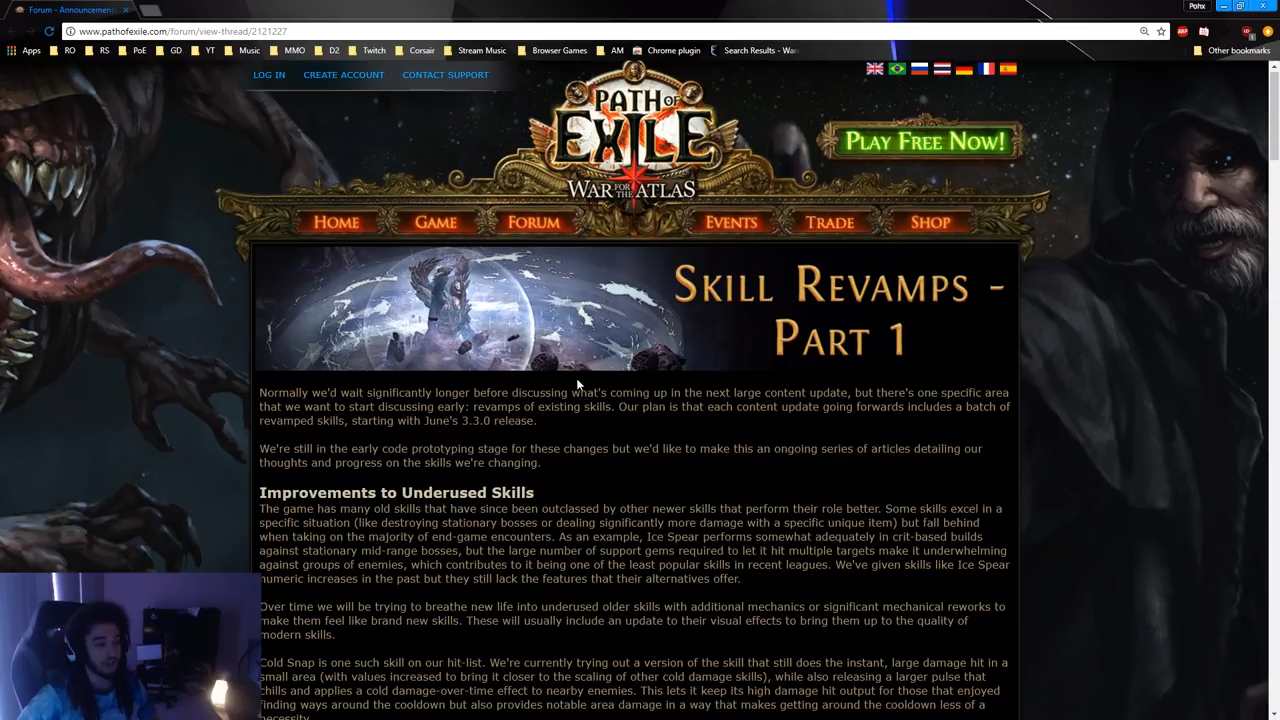 Forum - Announcement
Pohx
www.pathofexile.com/forum/view-thread/2121227
Apps RO RS PoE GD YT Music MMO D2 Twitch Corsair Stream Music Browser Games AM Chrome plugin Search Results - War Other bookmarks
LOG IN CREATE ACCOUNT CONTACT SUPPORT
PATH OF
EXILE
WAR FOR THE ATLAS
PLAY FREE NOW!
HOME GAME FORUM EVENTS TRADE SHOP
SKILL REVAMPS -
PART 1
Normally we'd wait significantly longer before discussing what's coming up in the next large content update, but there's one specific area
that we want to start discussing early: revamps of existing skills. Our plan is that each content update going forwards includes a batch of
revamped skills, starting with June's 3.3.0 release.
We're still in the early code prototyping stage for these changes but we'd like to make this an ongoing series of articles detailing our
thoughts and progress on the skills we're changing.
Improvements to Underused Skills
The game has many old skills that have since been outclassed by other newer skills that perform their role better. Some skills excel in a
specific situation (like destroying stationary bosses or dealing significantly more damage with a specific unique item) but fall behind
when taking on the majority of end-game encounters. As an example, Ice Spear performs somewhat adequately in crit-based builds
against stationary mid-range bosses, but the large number of support gems required to let it hit multiple targets make it underwhelming
against groups of enemies, which contributes to it being one of the least popular skills in recent leagues. We've given skills like Ice Spear
numeric increases in the past but they still lack the features that their alternatives offer.
Over time we will be trying to breathe new life into underused older skills with additional mechanics or significant mechanical reworks to
make them feel like brand new skills. These will usually include an update to their visual effects to bring them up to the quality of
modern skills.
Cold Snap is one such skill on our hit-list. We're currently trying out a version of the skill that still does the instant, large damage hit in a
small area (with values increased to bring it closer to the scaling of other cold damage skills), while also releasing a larger pulse that
chills and applies a cold damage-over-time effect to nearby enemies. This lets it keep its high damage hit output for those that enjoyed
finding ways around the cooldown but also provides notable area damage in a way that makes getting around the cooldown less of a
necessity.